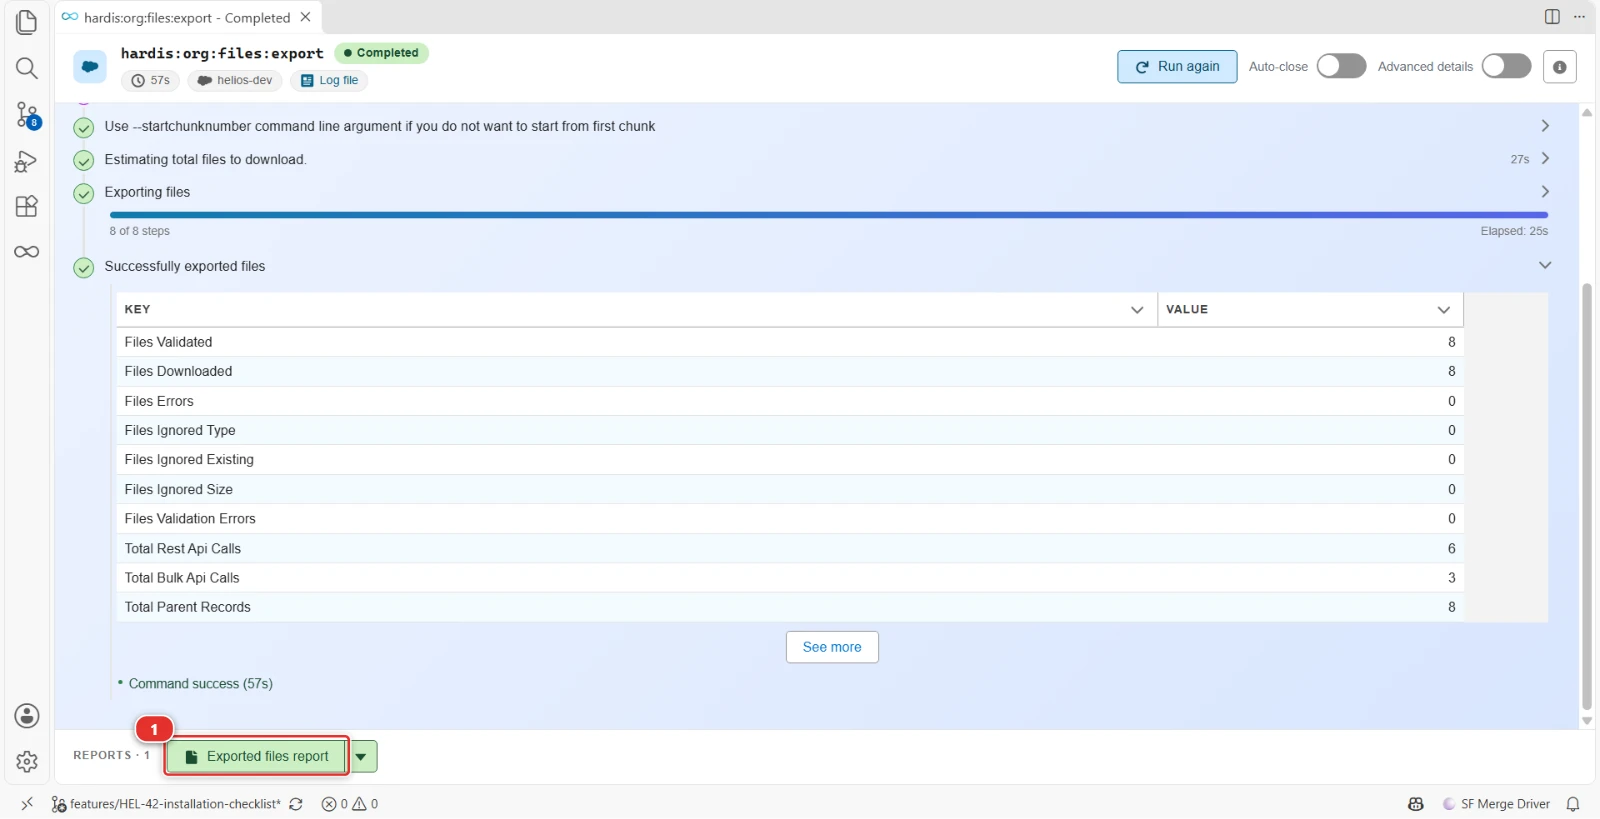 hardis:org:files:export - Completed
hardis:org:files:export
Completed
57s
helios-dev
Log file
Run again
Auto-close
Advanced details
8
Use --startchunknumber command line argument if you do not want to start from first chunk
Estimating total files to download.
27s
Exporting files
8 of 8 steps
Elapsed: 25s
Successfully exported files
KEY VALUE
Files Validated 8
Files Downloaded 8
Files Errors 0
Files Ignored Type 0
Files Ignored Existing 0
Files Ignored Size 0
Files Validation Errors 0
Total Rest Api Calls 6
Total Bulk Api Calls 3
Total Parent Records 8
See more
• Command success (57s)
1
REPORTS · 1
Exported files report
features/HEL-42-installation-checklist*
0 0
SF Merge Driver